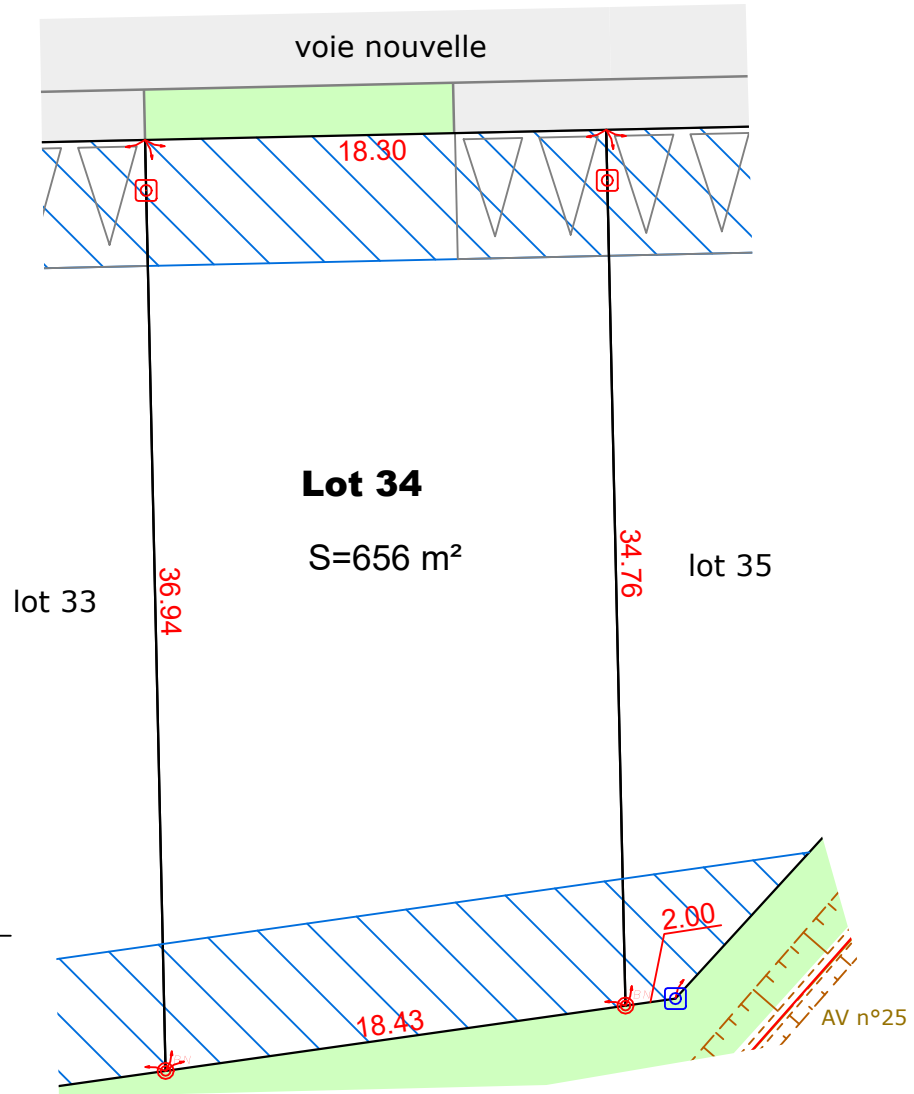 voie nouvelle
18.30
Lot 34
S=656 m²
34.76
lot 35
36.94
lot 33
2.00
18.43
AV n°25